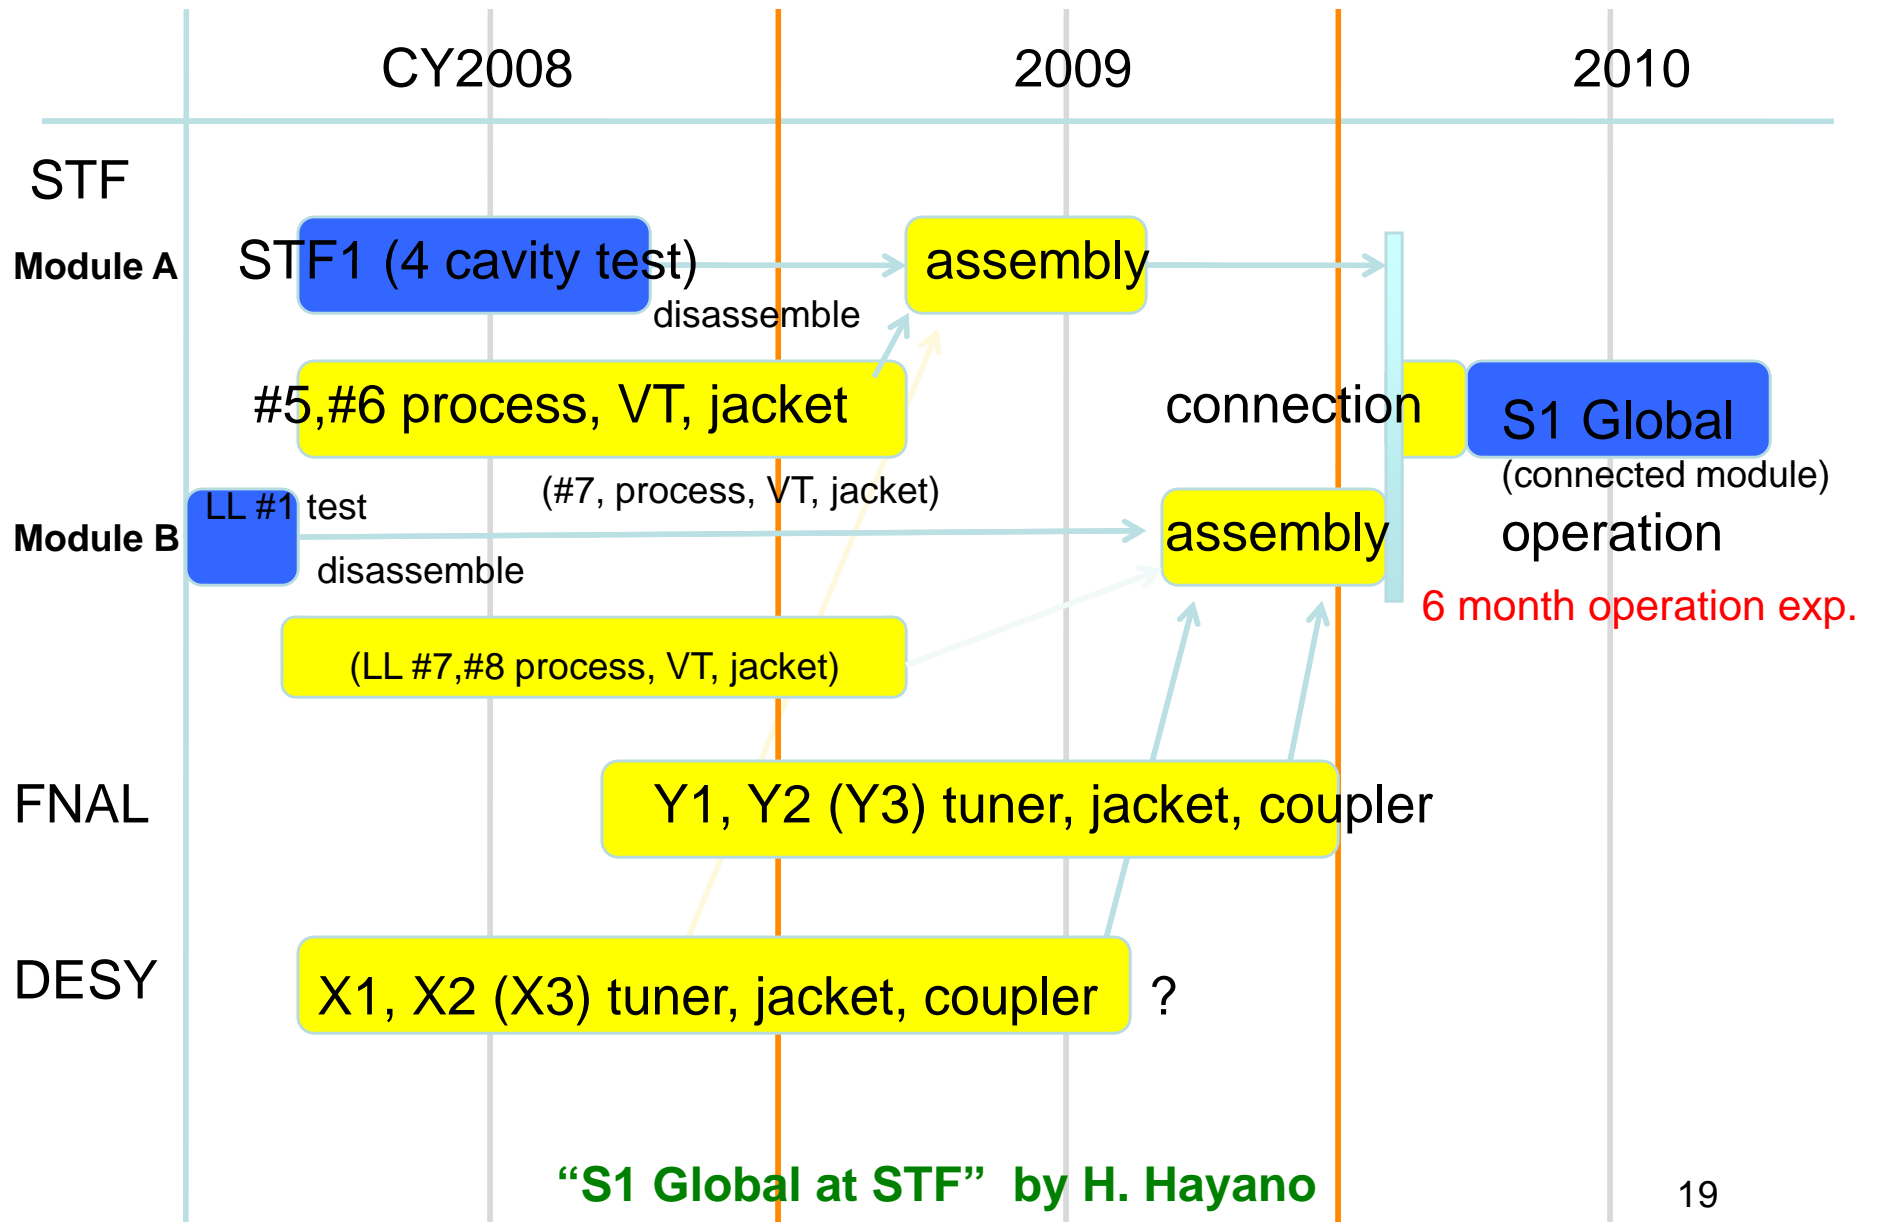 CY2008 2009 2010
STF
Module A STF1 (4 cavity test) assembly
disassemble
#5,#6 process, VT, jacket connection S1 Global
(#7, process, VT, jacket) (connected module)
LL #1 test
Module B assembly operation
disassemble
6 month operation exp.
(LL #7,#8 process, VT, jacket)
FNAL Y1, Y2 (Y3) tuner, jacket, coupler
DESY X1, X2 (X3) tuner, jacket, coupler ?
“S1 Global at STF” by H. Hayano
19